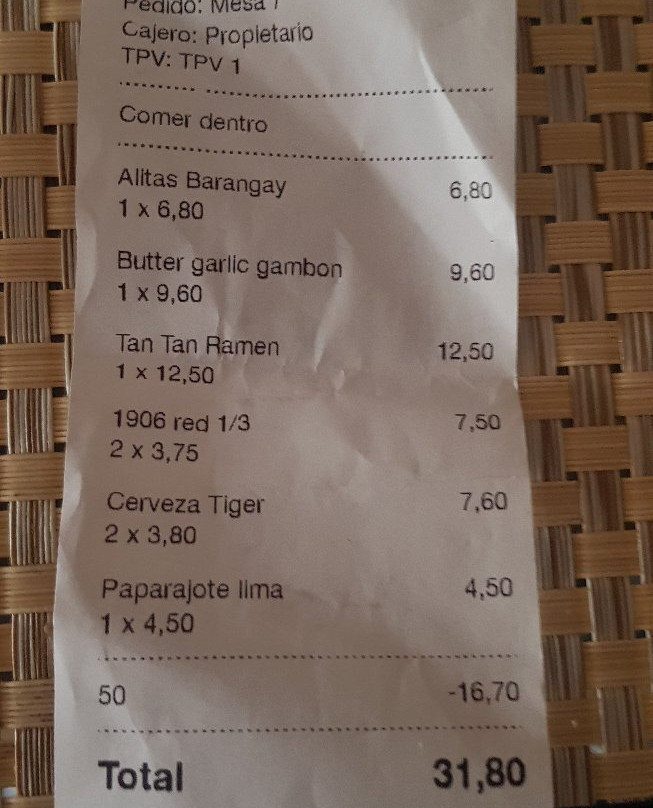 Pedido: Mesa
Cajero: Propietario
TPV: TPV 1
Comer dentro
Alitas Barangay 6,80
1 x 6,80
Butter garlic gambon 9,60
1 x 9,60
Tan Tan Ramen 12,50
1 x 12,50
1906 red 1/3 7,50
2 x 3,75
Cerveza Tiger 7,60
2 x 3,80
Paparajote lima 4,50
1 x 4,50
50 -16,70
Total 31,80